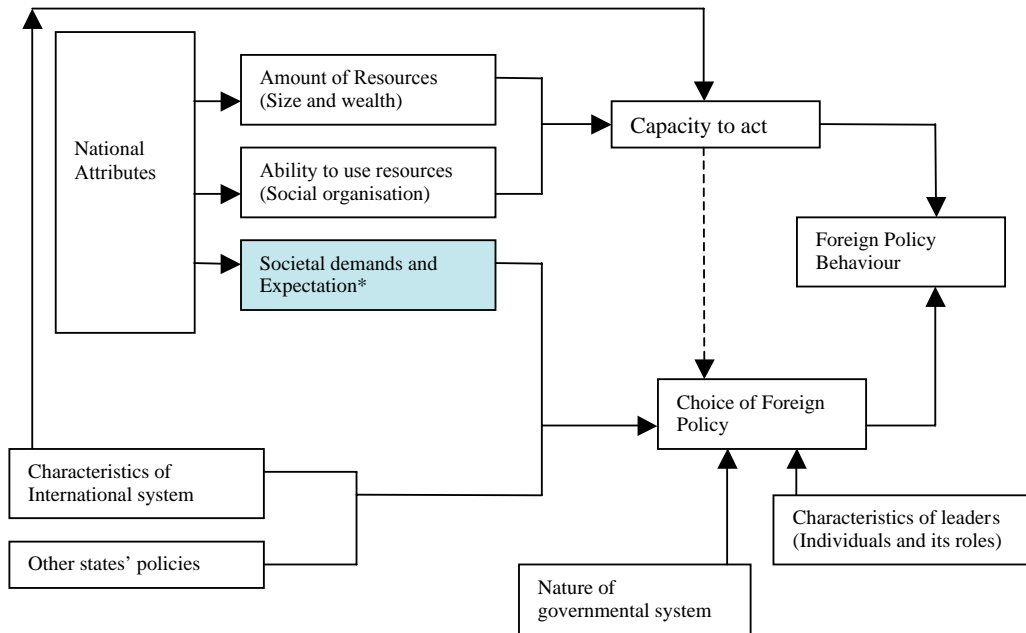 National
Attributes
Amount of Resources
(Size and wealth)
Ability to use resources
(Social organisation)
Societal demands and
Expectation*
Capacity to act
Foreign Policy
Behaviour
Choice of Foreign
Policy
Characteristics of
International system
Other states’ policies
Nature of
governmental system
Characteristics of leaders
(Individuals and its roles)